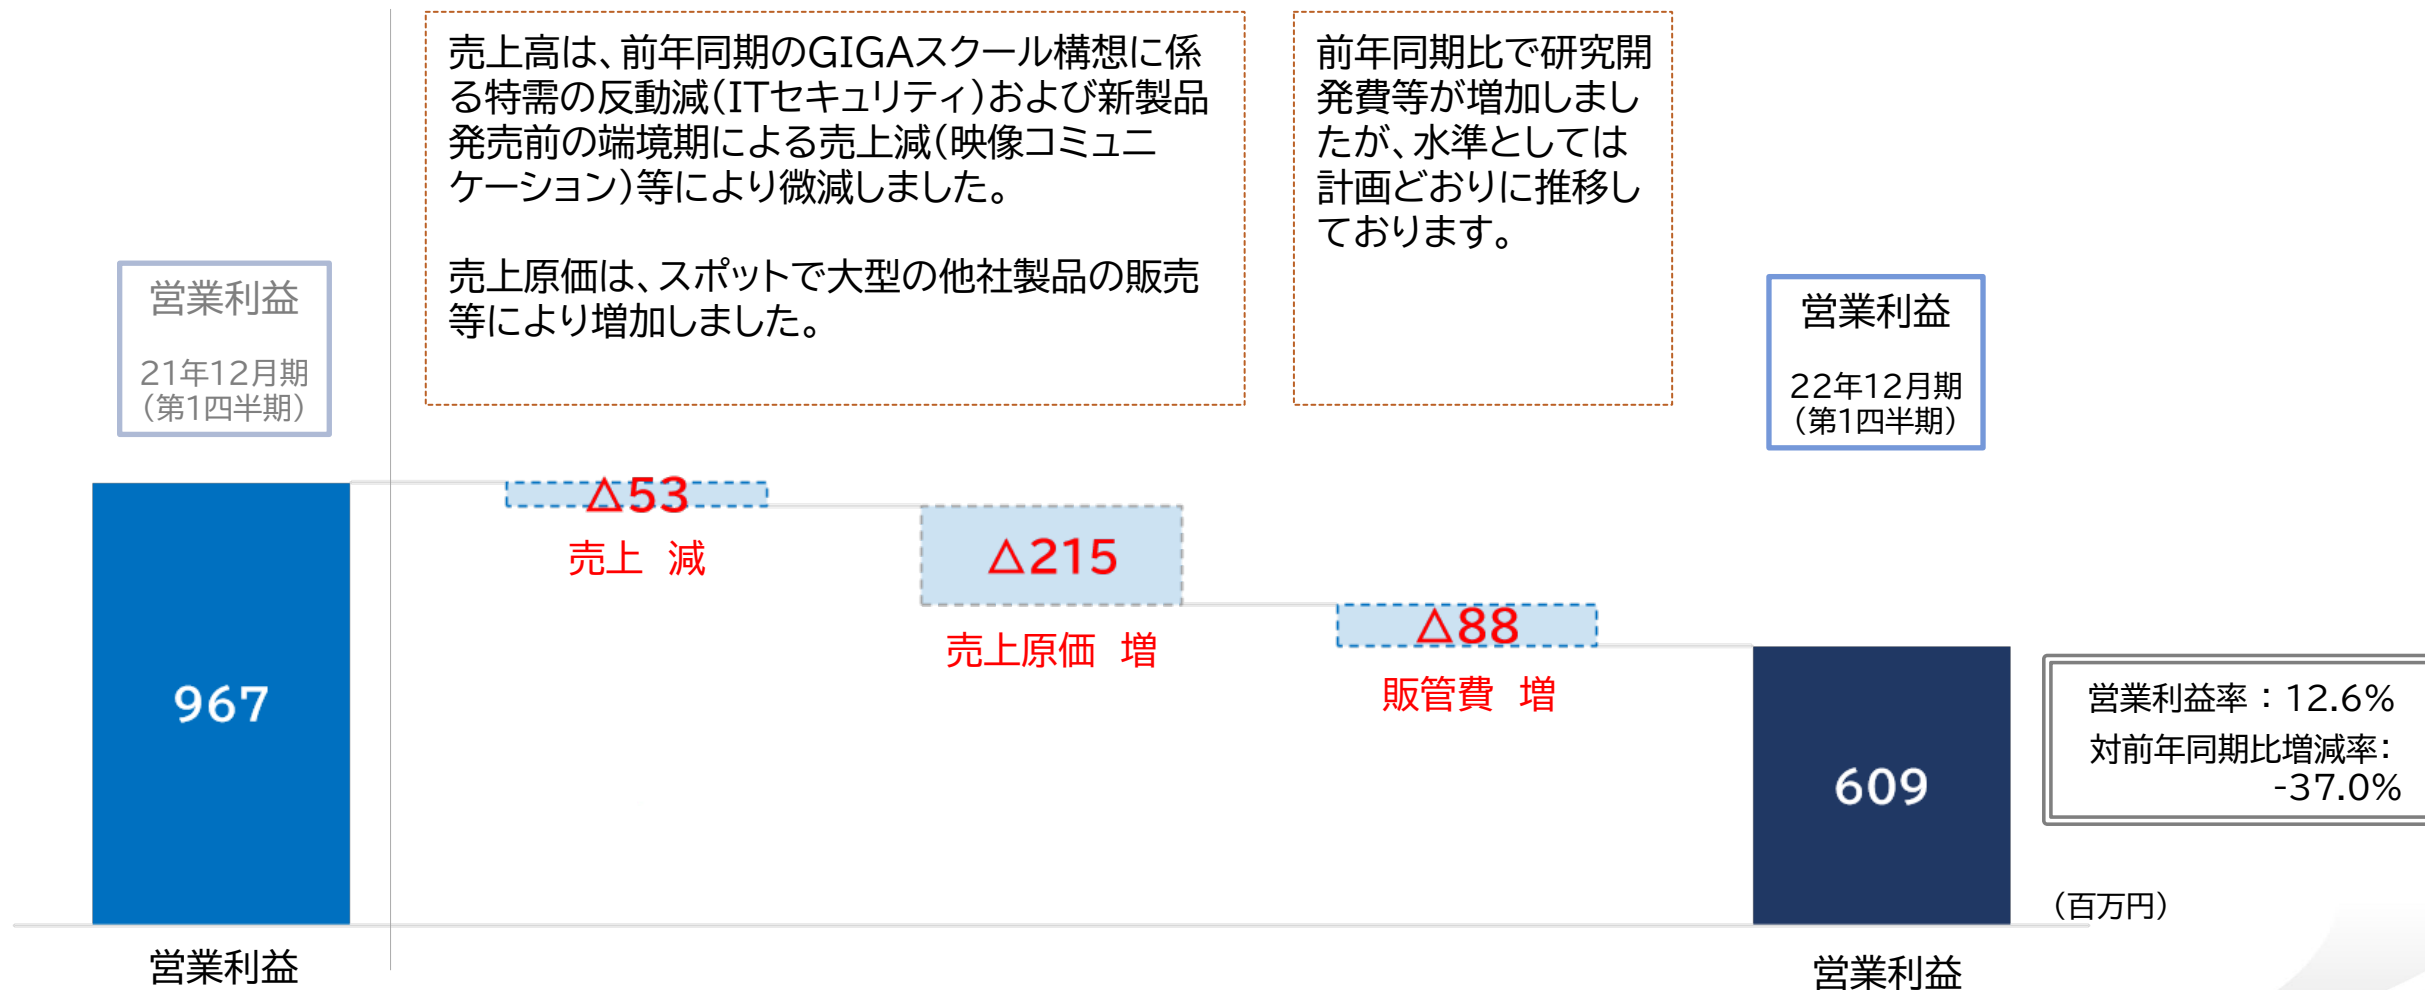 売上高は、前年同期のGIGAスクール構想に係
る特需の反動減(ITセキュリティ)および新製品
発売前の端境期による売上減(映像コミュニ
ケーション)等により微減しました。
売上原価は、スポットで大型の他社製品の販売
等により増加しました。
前年同期比で研究開
発費等が増加しまし
たが、水準としては
計画どおりに推移し
ております。
営業利益
21年12月期
(第1四半期)
営業利益
22年12月期
(第1四半期)
967
△53
売上 減
△215
売上原価 増
△88
販管費 増
609
営業利益率：12.6%
対前年同期比増減率：
-37.0%
(百万円)
営業利益
営業利益